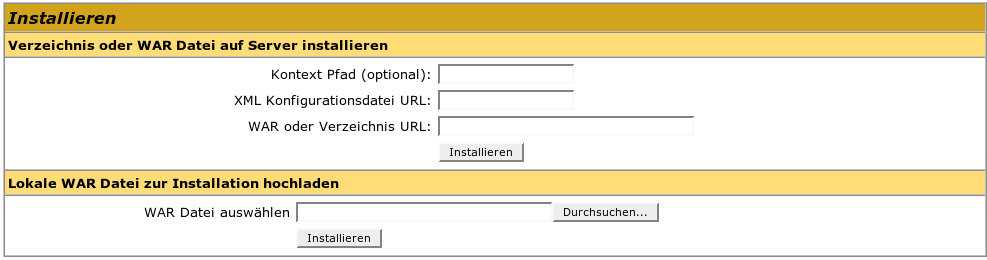 Installieren
Verzeichnis oder WAR Datei auf Server installieren
Kontext Pfad (optional):
XML Konfigurationsdatei URL:
WAR oder Verzeichnis URL:
Installieren
Lokale WAR Datei zur Installation hochladen
WAR Datei auswählen Durchsuchen...
Installieren